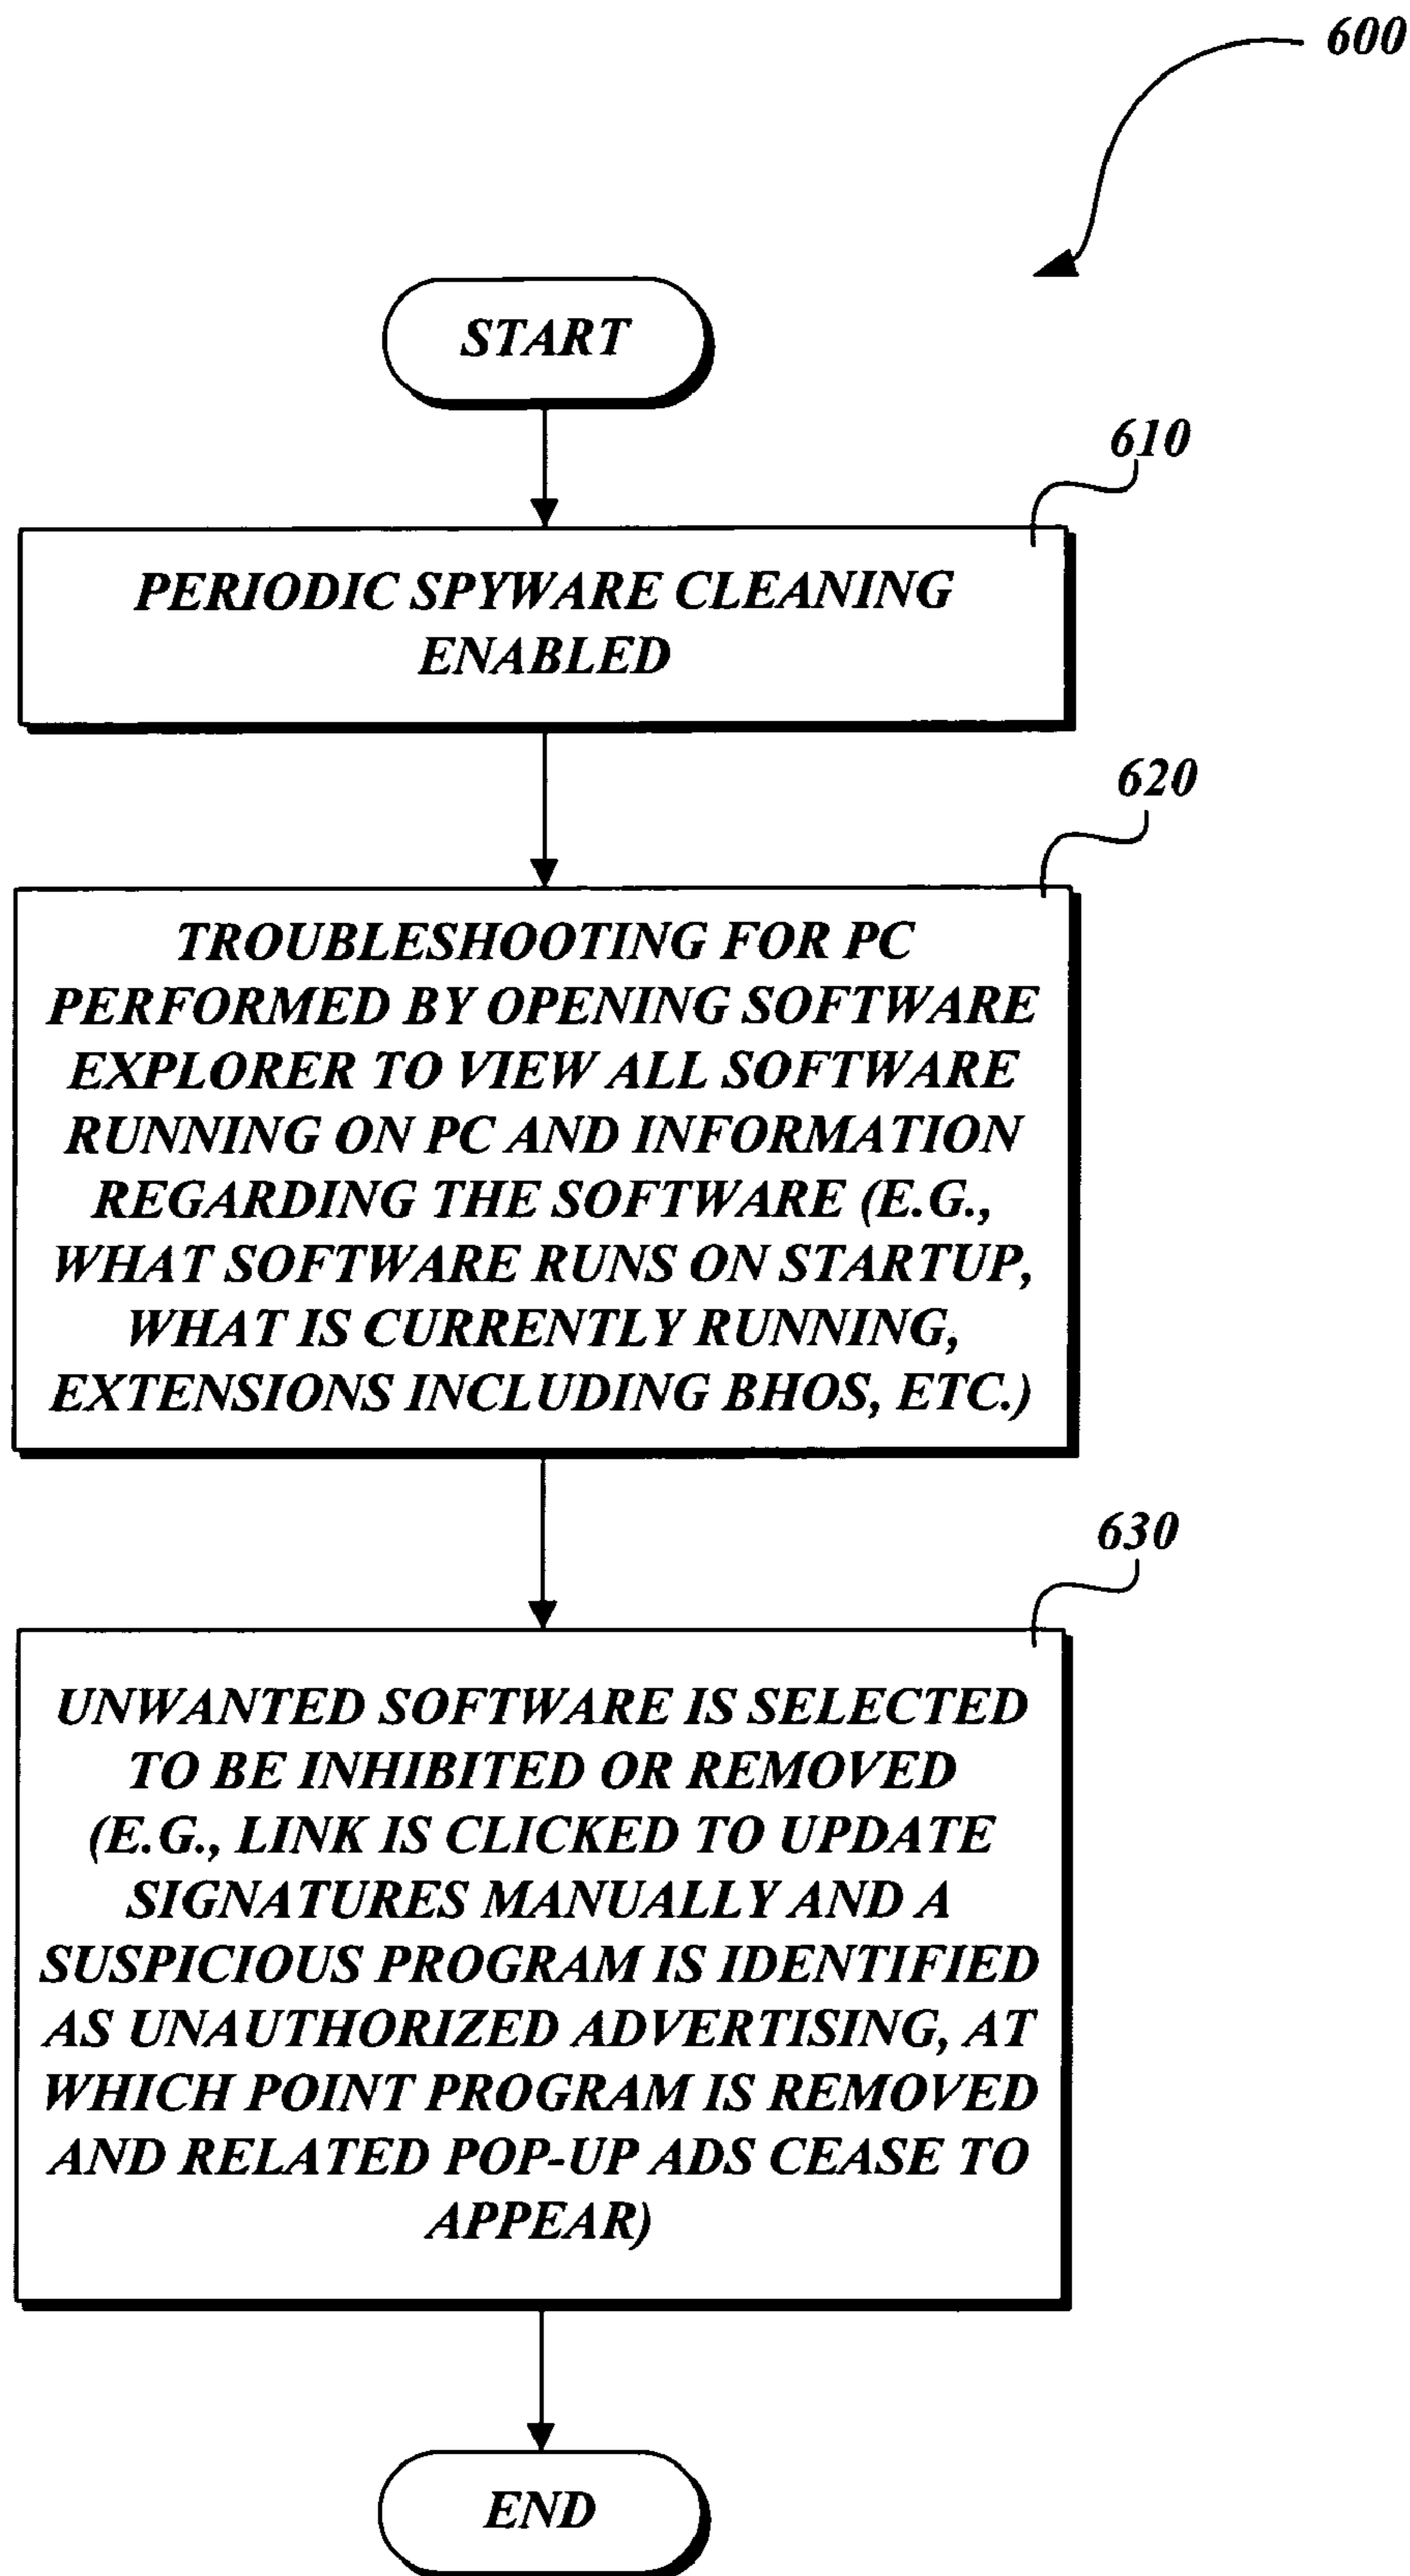 600
START
610
PERIODIC SPYWARE CLEANING
ENABLED
620
TROUBLESHOOTING FOR PC
PERFORMED BY OPENING SOFTWARE
EXPLORER TO VIEW ALL SOFTWARE
RUNNING ON PC AND INFORMATION
REGARDING THE SOFTWARE (E.G.,
WHAT SOFTWARE RUNS ON STARTUP,
WHAT IS CURRENTLY RUNNING,
EXTENSIONS INCLUDING BHOS, ETC.)
630
UNWANTED SOFTWARE IS SELECTED
TO BE INHIBITED OR REMOVED
(E.G., LINK IS CLICKED TO UPDATE
SIGNATURES MANUALLY AND A
SUSPICIOUS PROGRAM IS IDENTIFIED
AS UNAUTHORIZED ADVERTISING, AT
WHICH POINT PROGRAM IS REMOVED
AND RELATED POP-UP ADS CEASE TO
APPEAR)
END